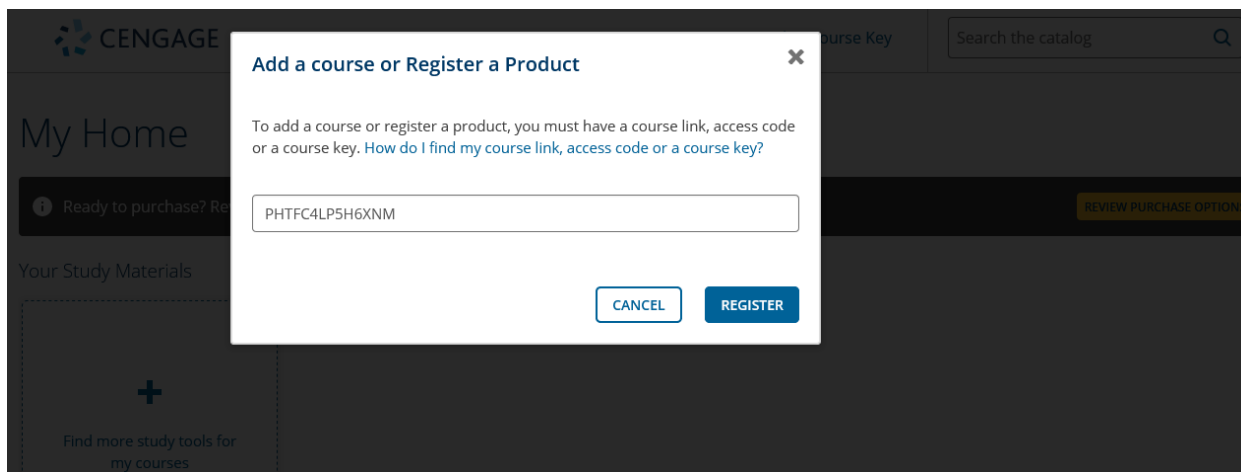 CENGAGE
ourse Key
Search the catalog
Add a course or Register a Product
To add a course or register a product, you must have a course link, access code
or a course key. How do I find my course link, access code or a course key?
My Home
PHTFC4LP5H6XNM
Ready to purchase? Re
REVIEW PURCHASE OPTION
Your Study Materials
CANCEL
REGISTER
Find more study tools for
my courses